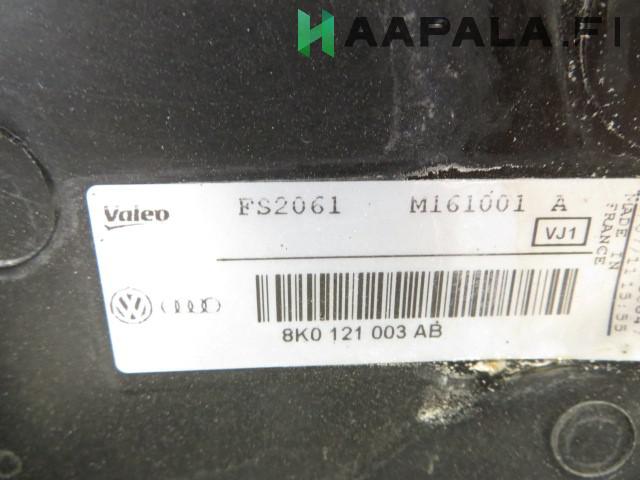 HAAPALA.FI
Valeo FS2061 M161001 A
VJ1
MADE IN
FRANCE
8K0 121 003 AB